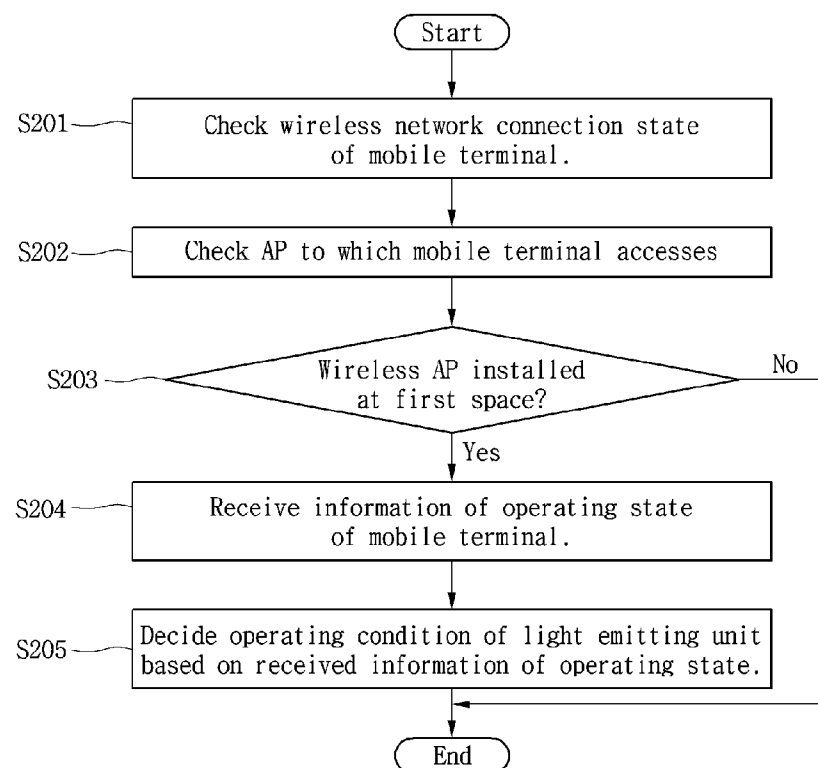 Start
S201
Check wireless network connection state
of mobile terminal.
S202
Check AP to which mobile terminal accesses
S203
Wireless AP installed
at first space?
No
Yes
S204
Receive information of operating state
of mobile terminal.
S205
Decide operating condition of light emitting unit
based on received information of operating state.
End